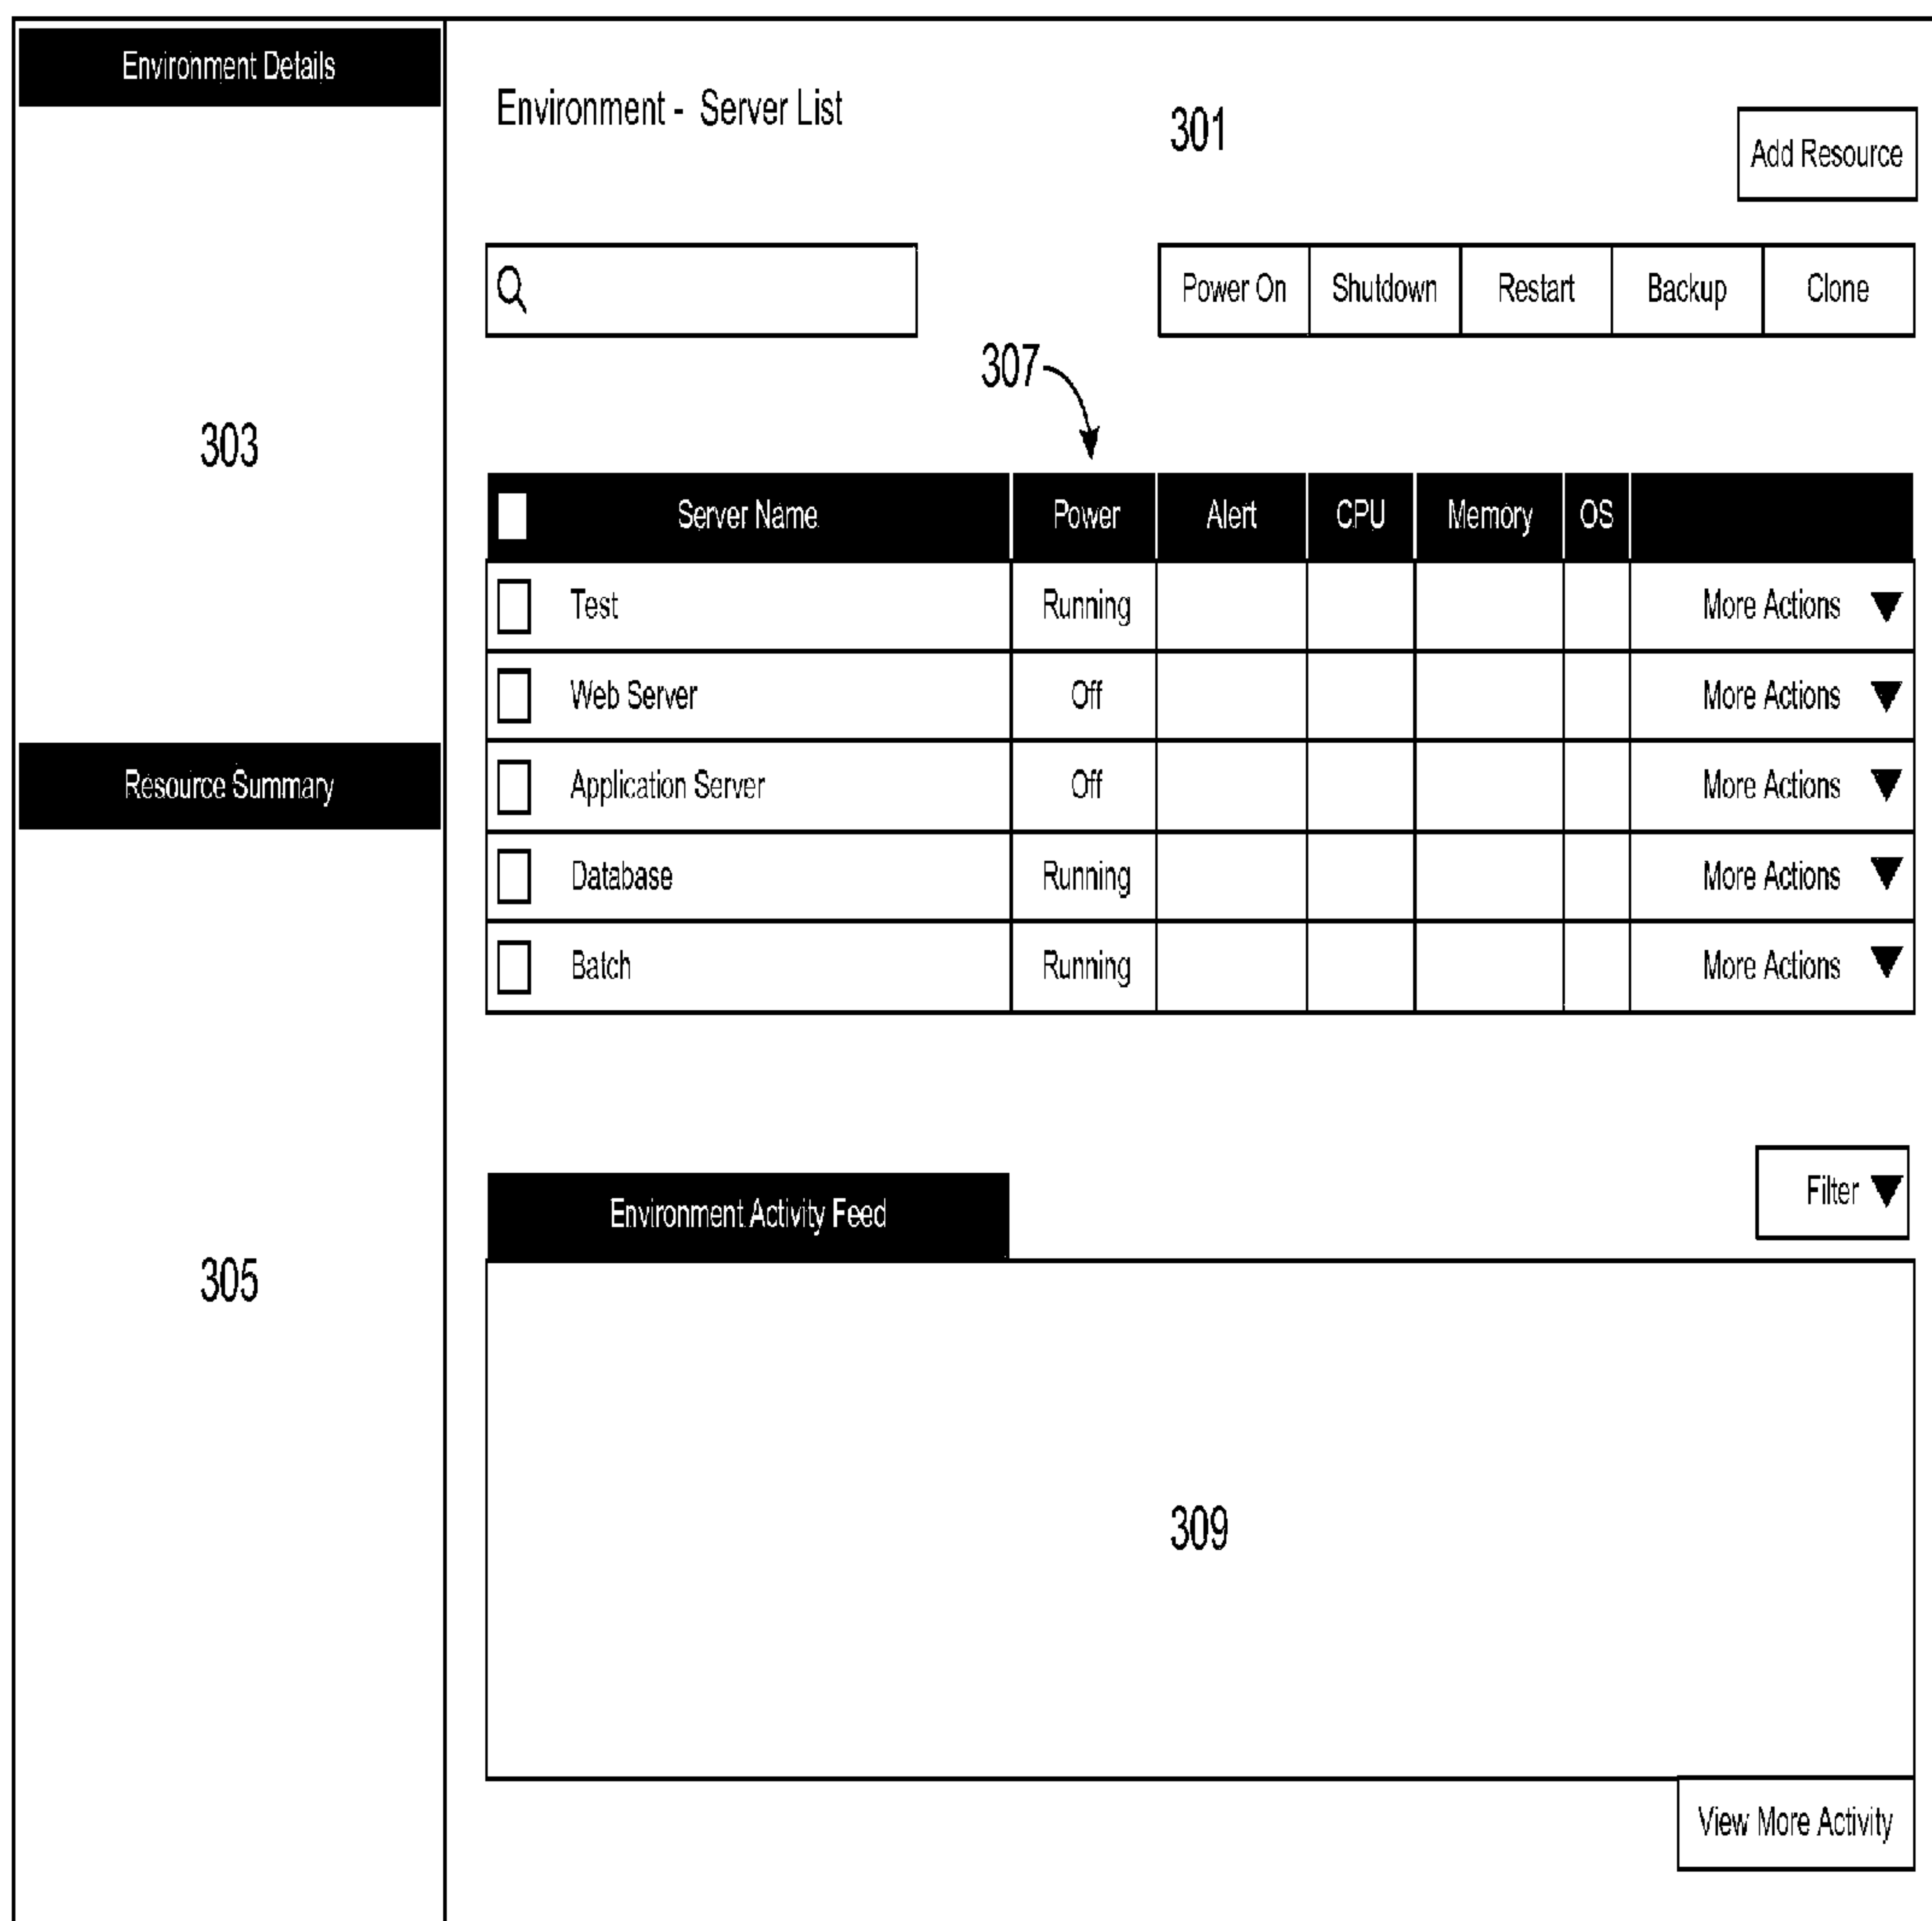 Environment Details
303
Resource Summary
305
Environment - Server List
301
Add Resource
Power On Shutdown Restart Backup Clone
307
Server Name Power Alert CPU Memory OS
Test Running More Actions
Web Server Off More Actions
Application Server Off More Actions
Database Running More Actions
Batch Running More Actions
Filter
Environment Activity Feed
309
View More Activity